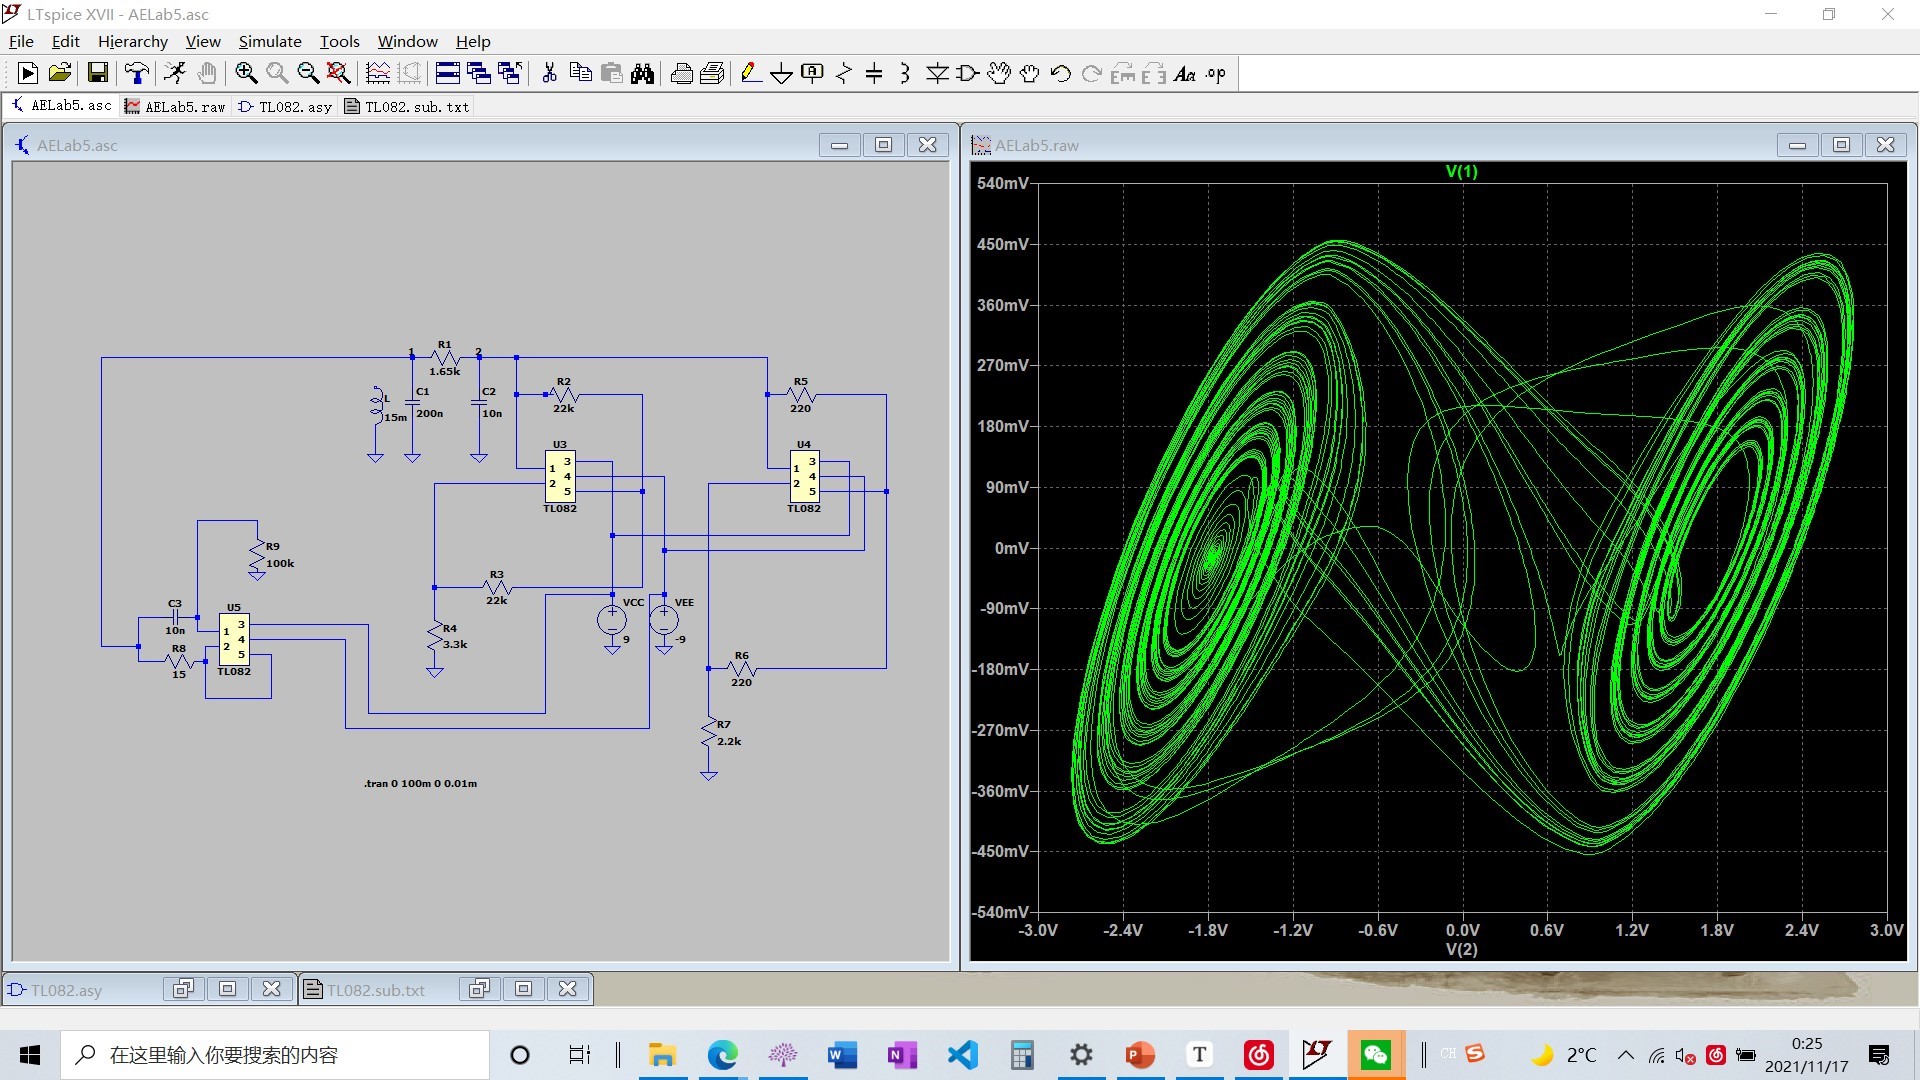 LTspice XVII - AELab5.asc
File Edit Hierarchy View Simulate Tools Window Help
AELab5.asc AELab5.raw TL082.asy TL082.sub.txt
AELab5.asc
AELab5.raw
1
R1
1.65k
2
L
15m
C1
200n
C2
10n
R2
22k
R5
220
U3
1
2
3
4
5
TL082
U4
1
2
3
4
5
TL082
R9
100k
R3
22k
C3
10n
R8
15
U5
1
2
3
4
5
TL082
R4
3.3k
VCC
9
VEE
-9
R6
220
R7
2.2k
.tran 0 100m 0 0.01m
V(1)
540mV
450mV
360mV
270mV
180mV
90mV
0mV
-90mV
-180mV
-270mV
-360mV
-450mV
-540mV
-3.0V -2.4V -1.8V -1.2V -0.6V 0.0V 0.6V 1.2V 1.8V 2.4V 3.0V
V(2)
TL082.asy
TL082.sub.txt
在这里输入你要搜索的内容
CH
2°C
0:25
2021/11/17